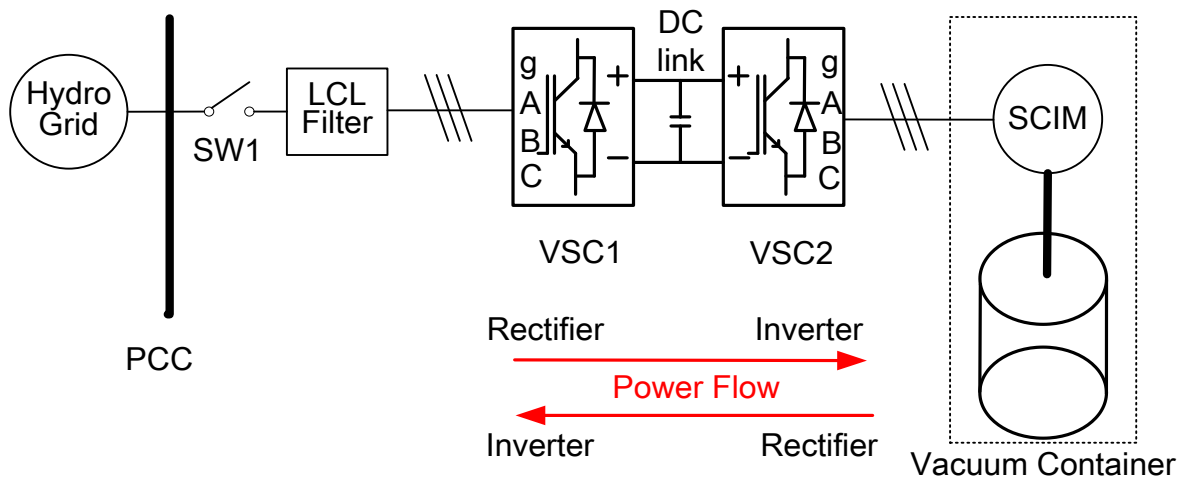 Hydro
Grid
PCC
SW1
LCL
Filter
g
A
B
C
+
−
VSC1
DC
link
+
−
g
A
B
C
VSC2
SCIM
Rectifier Inverter
Power Flow
Inverter Rectifier
Vacuum Container